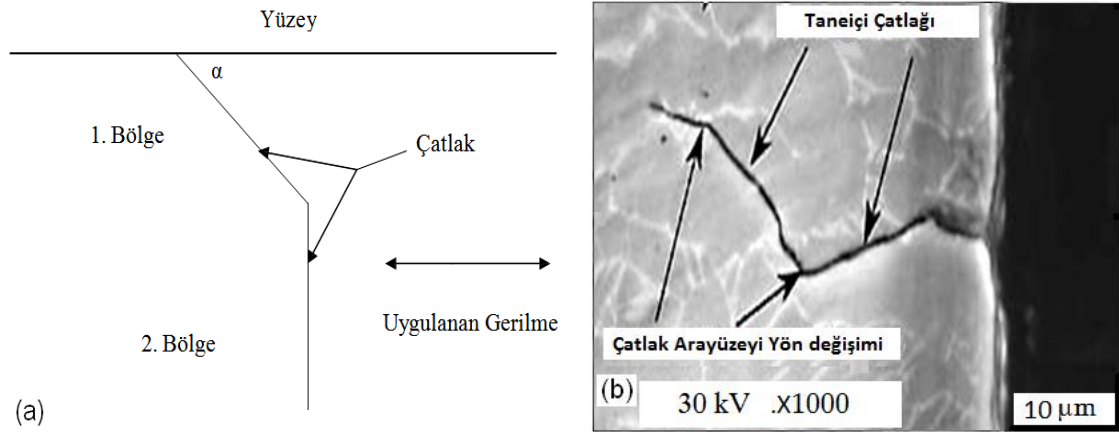 Yüzey
α
1. Bölge
Çatlak
Uygulanan Gerilme
2. Bölge
(a)
Taneiçi Çatlağı
Çatlak Arayüzeyi Yön değişimi
(b)
30 kV .X1000
10 µm